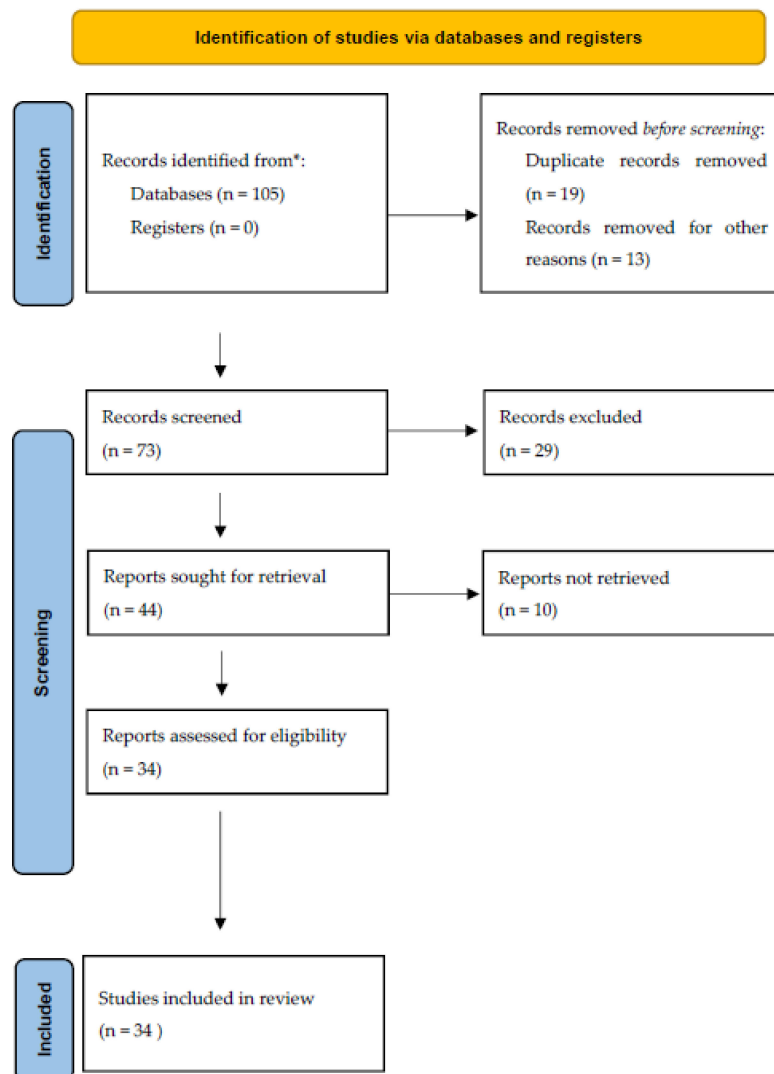 Identification of studies via databases and registers
Identification
Records identified from*:
Databases (n = 105)
Registers (n = 0)
Records removed before screening:
Duplicate records removed
(n = 19)
Records removed for other
reasons (n = 13)
Screening
Records screened
(n = 73)
Records excluded
(n = 29)
Reports sought for retrieval
(n = 44)
Reports not retrieved
(n = 10)
Reports assessed for eligibility
(n = 34)
Included
Studies included in review
(n = 34 )